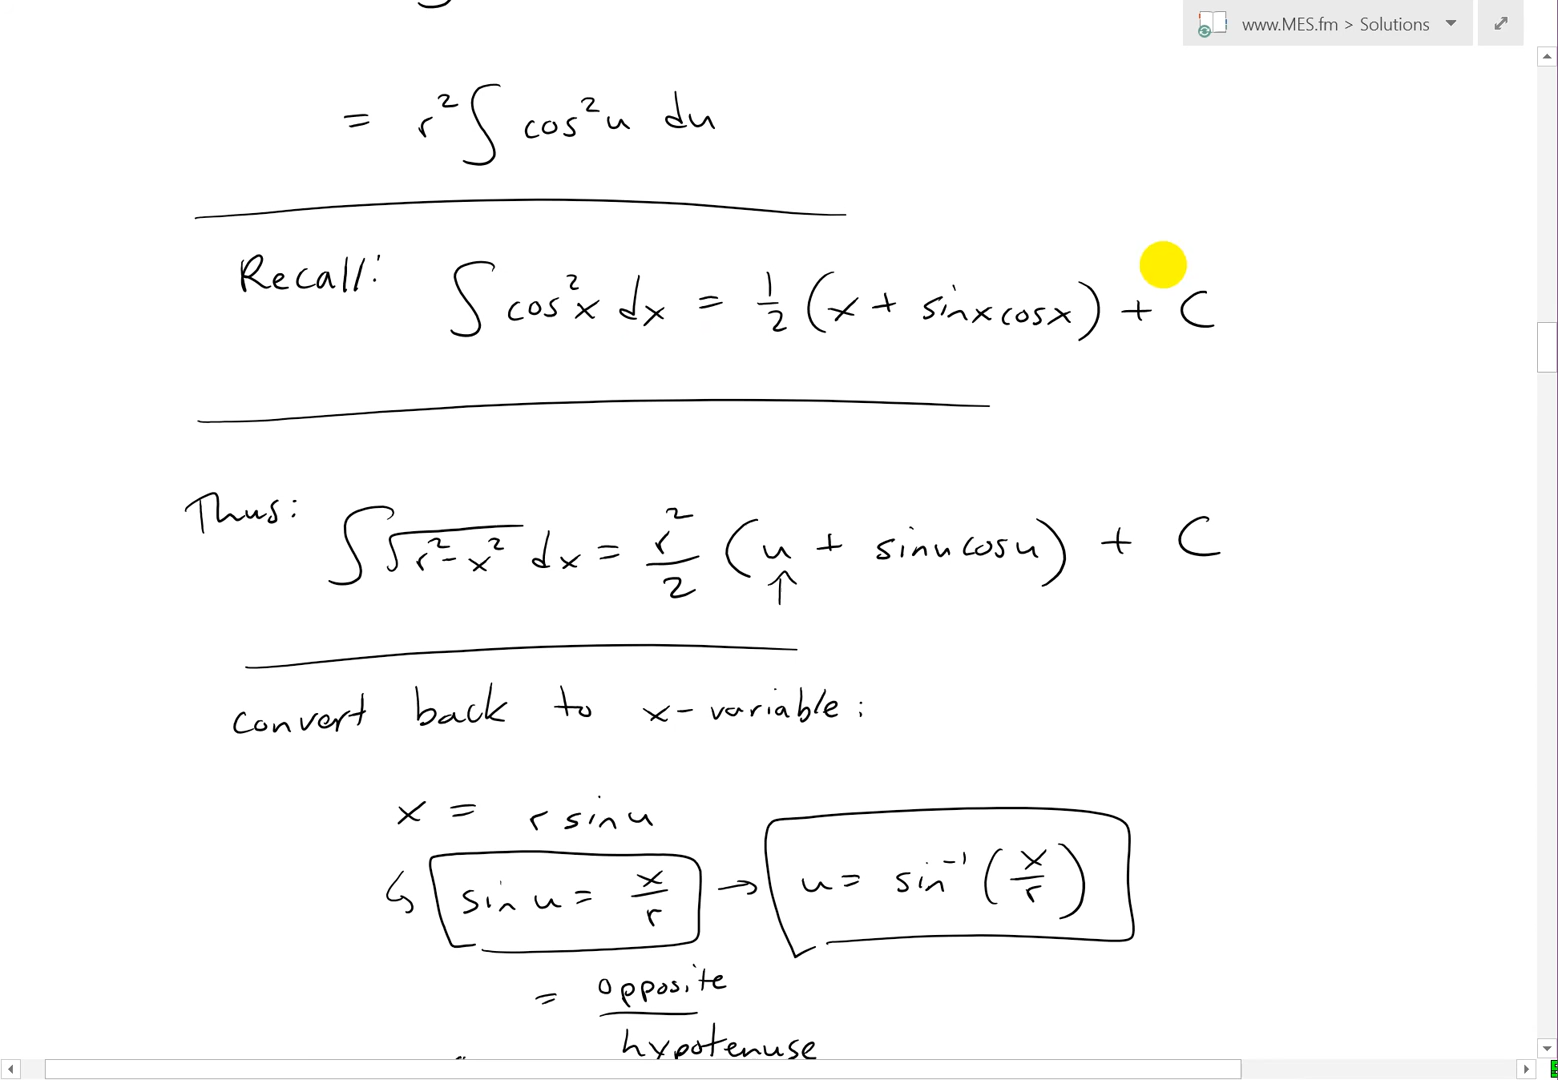 www.MES.fm > Solutions
= r² ∫ cos²u du
Recall: ∫ cos²x dx = 1/2 (x + sinx cosx) + C
Thus: ∫ √(r² - x²) dx = r²/2 (u + sinu cosu) + C
↑
convert back to x-variable:
x = r sin u
↳ sin u = x/r → u = sin⁻¹ (x/r)
= opposite/hypotenuse